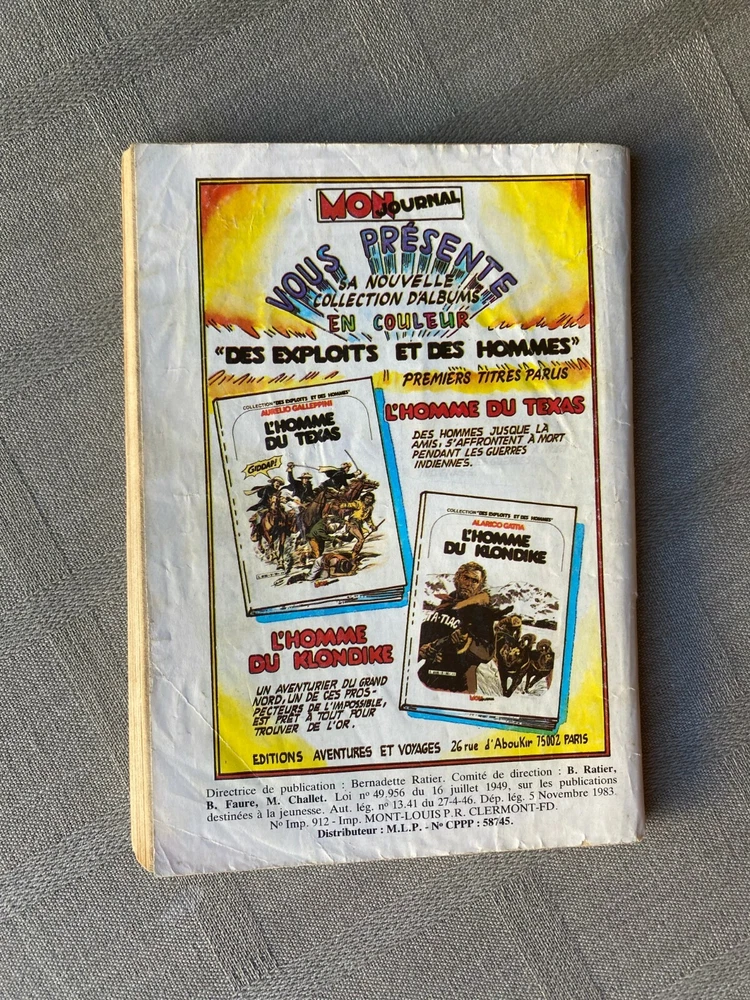 MON JOURNAL
VOUS PRÉSENTE
SA NOUVELLE
COLLECTION D'ALBUMS
EN COULEUR
"DES EXPLOITS ET DES HOMMES"
PREMIERS TITRES PARUS
COLLECTION "DES EXPLOITS ET DES HOMMES"
AURELIO GALLEPPINI
L'HOMME
DU TEXAS
GIDDAP!
L'HOMME DU TEXAS
DES HOMMES JUSQUE LÀ
AMIS, S'AFFRONTENT À MORT
PENDANT LES GUERRES
INDIENNES.
COLLECTION "DES EXPLOITS ET DES HOMMES"
ALARICO GATTIA
L'HOMME
DU KLONDIKE
TA-TLAC
L'HOMME
DU KLONDIKE
UN AVENTURIER DU GRAND
NORD, UN DE CES PROS-
PECTEURS DE L'IMPOSSIBLE,
EST PRÊT A TOUT POUR
TROUVER DE L'OR.
EDITIONS AVENTURES ET VOYAGES 26 rue d'AbouKir 75002 PARIS
Directrice de publication : Bernadette Ratier. Comité de direction : B. Ratier,
B. Faure, M. Challet. Loi nº 49.956 du 16 juillet 1949, sur les publications
destinées à la jeunesse. Aut. lég. nº 13.41 du 27-4-46. Dép. lég. 5 Novembre 1983.
Nº Imp. 912 - Imp. MONT-LOUIS P.R. CLERMONT-FD.
Distributeur : M.L.P. - Nº CPPP : 58745.